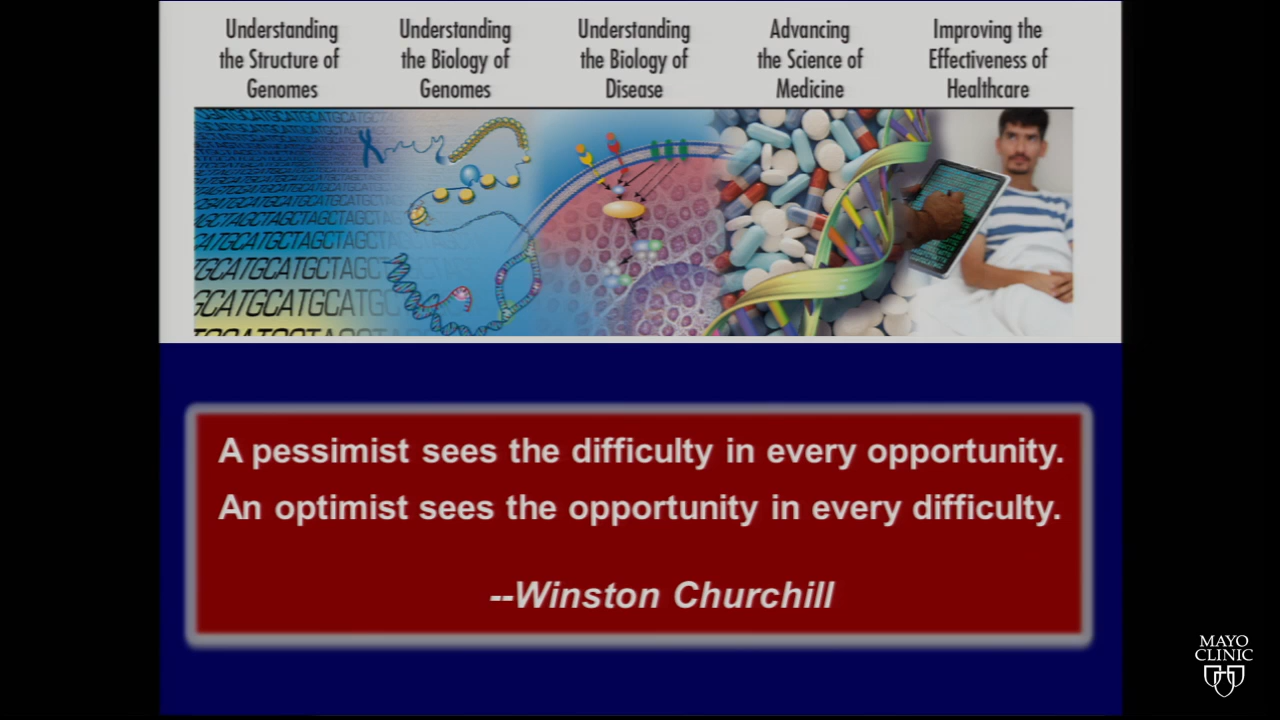 Understanding
the Structure of
Genomes
Understanding
the Biology of
Genomes
Understanding
the Biology of
Disease
Advancing
the Science of
Medicine
Improving the
Effectiveness of
Healthcare
A pessimist sees the difficulty in every opportunity.
An optimist sees the opportunity in every difficulty.
--Winston Churchill
MAYO
CLINIC